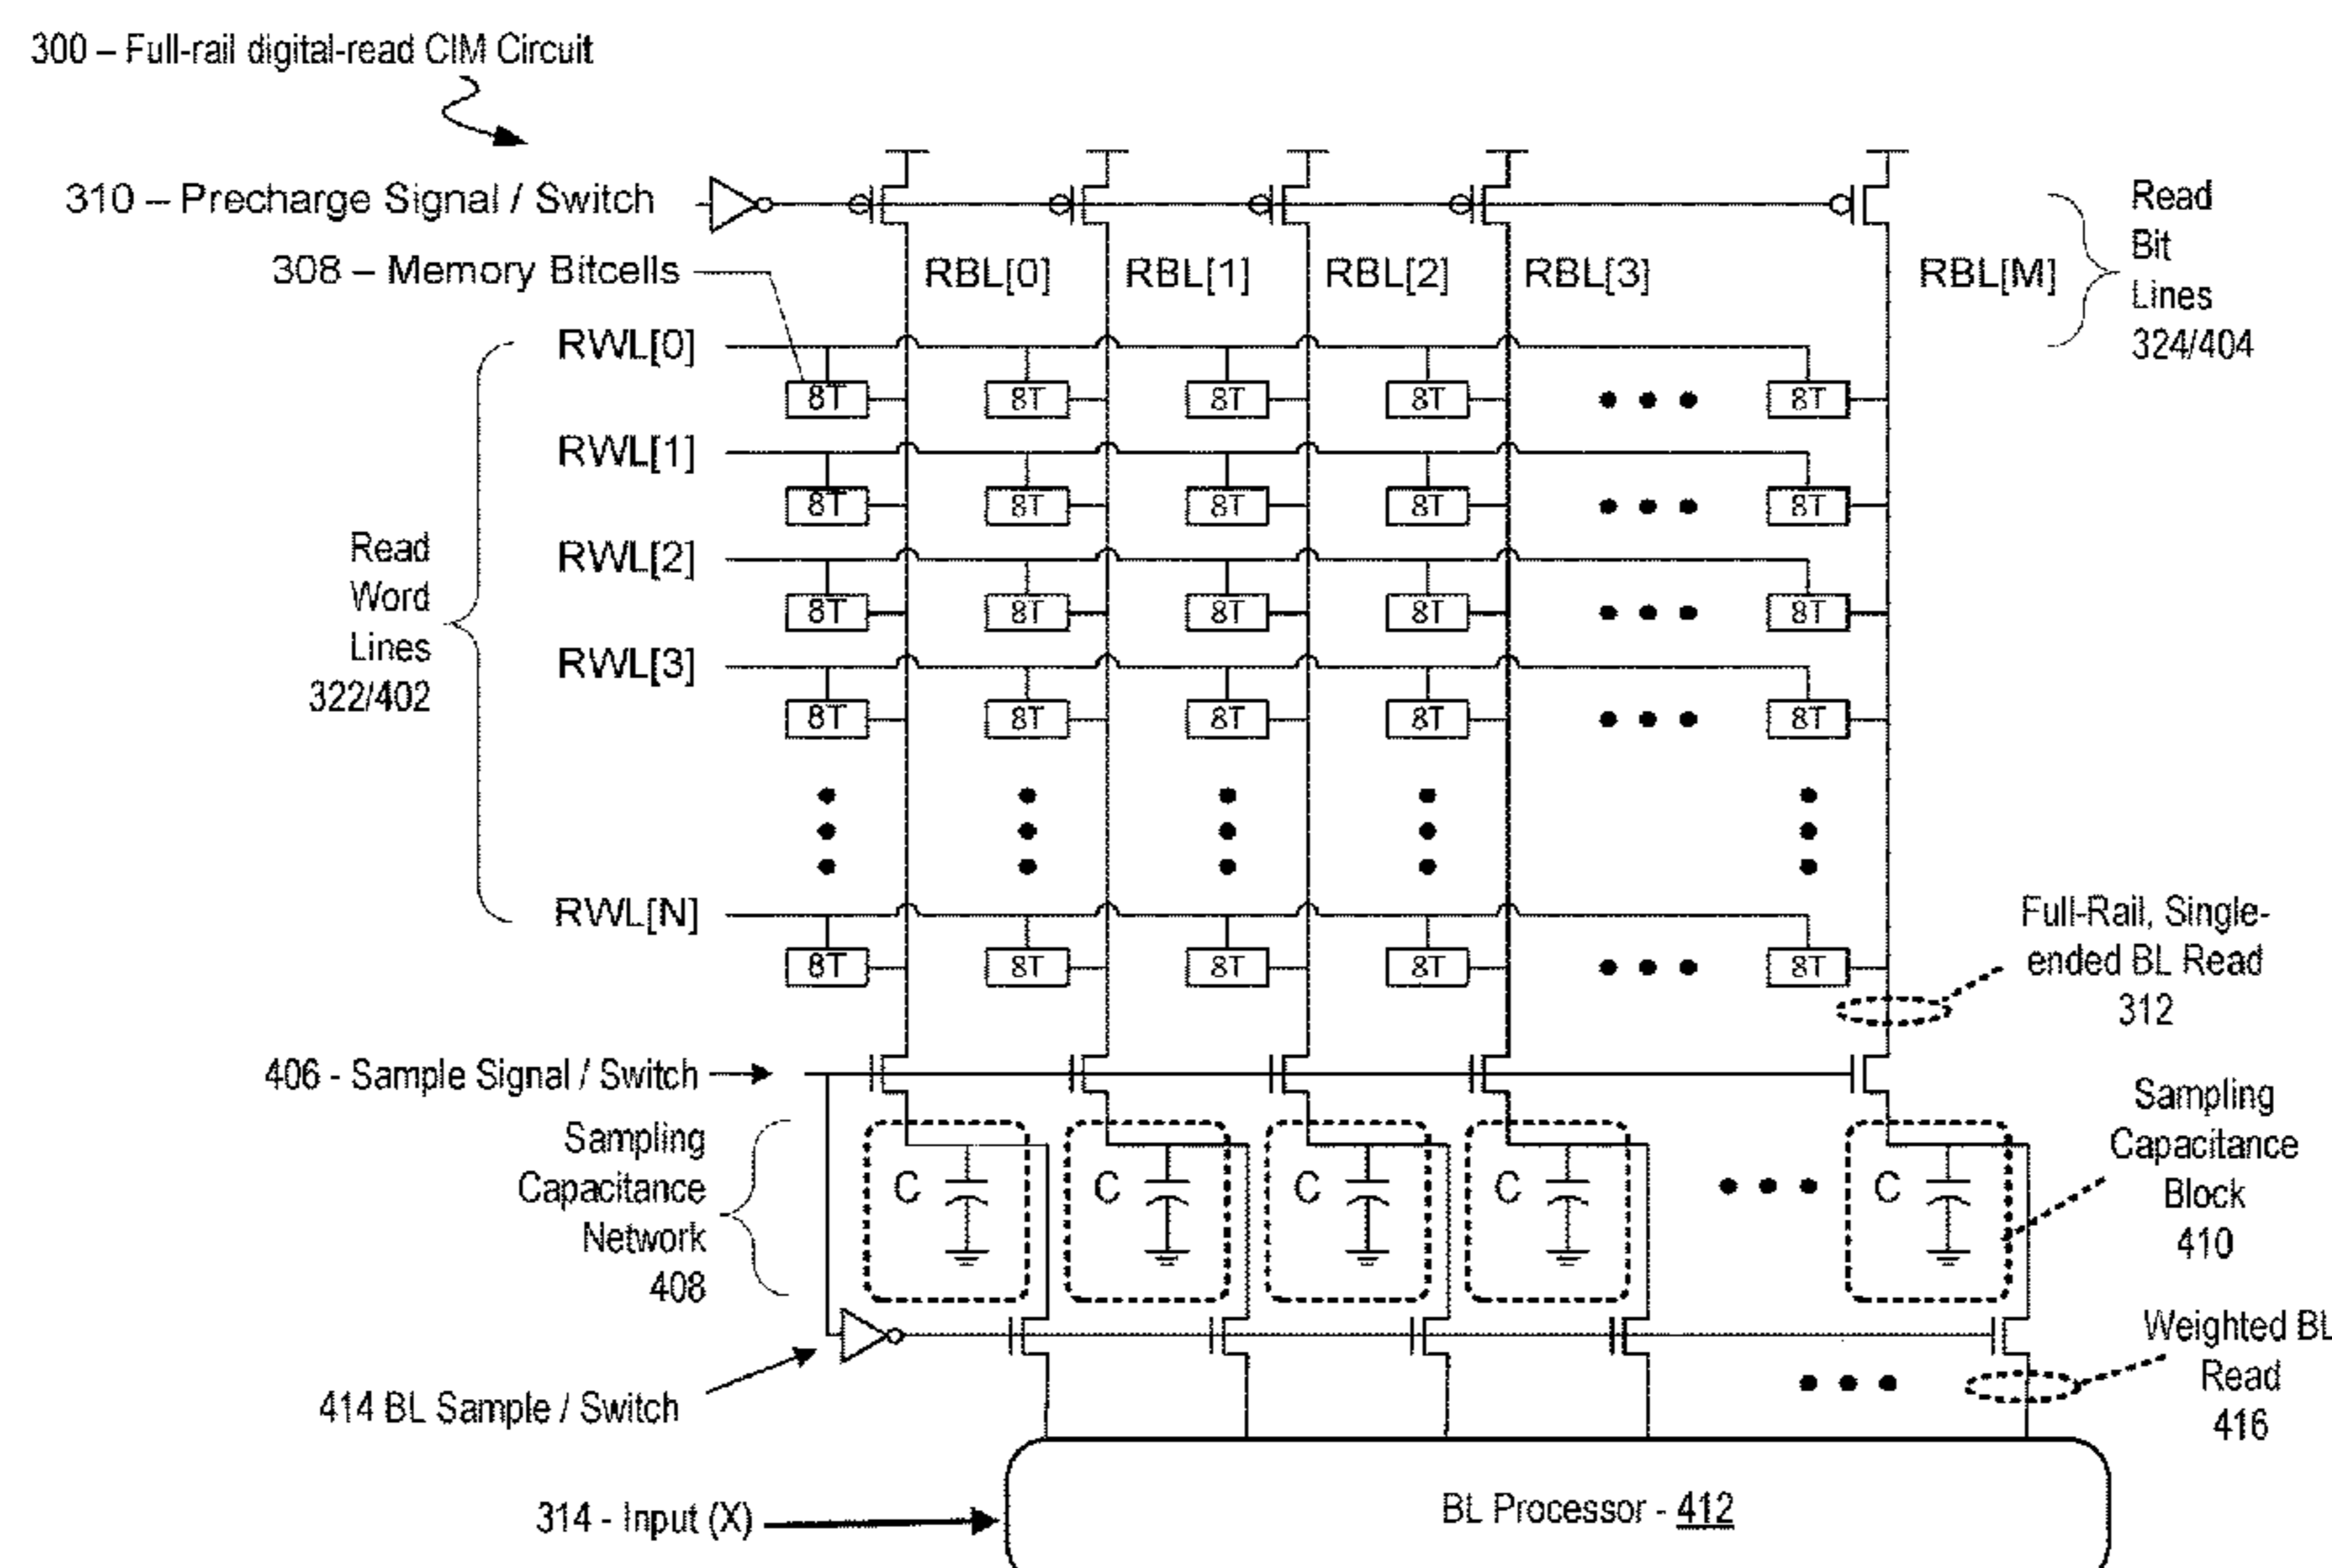 300 – Full-rail digital-read CIM Circuit
310 – Precharge Signal / Switch
308 – Memory Bitcells
RBL[0] RBL[1] RBL[2] RBL[3] RBL[M]
Read
Bit
Lines
324/404
RWL[0]
8T 8T 8T 8T 8T
RWL[1]
8T 8T 8T 8T 8T
RWL[2]
8T 8T 8T 8T 8T
RWL[3]
8T 8T 8T 8T 8T
Read
Word
Lines
322/402
RWL[N]
8T 8T 8T 8T 8T
Full-Rail, Single-
ended BL Read
312
406 - Sample Signal / Switch
Sampling
Capacitance
Network
408
C C C C C
Sampling
Capacitance
Block
410
414 BL Sample / Switch
Weighted BL
Read
416
314 - Input (X)
BL Processor - 412